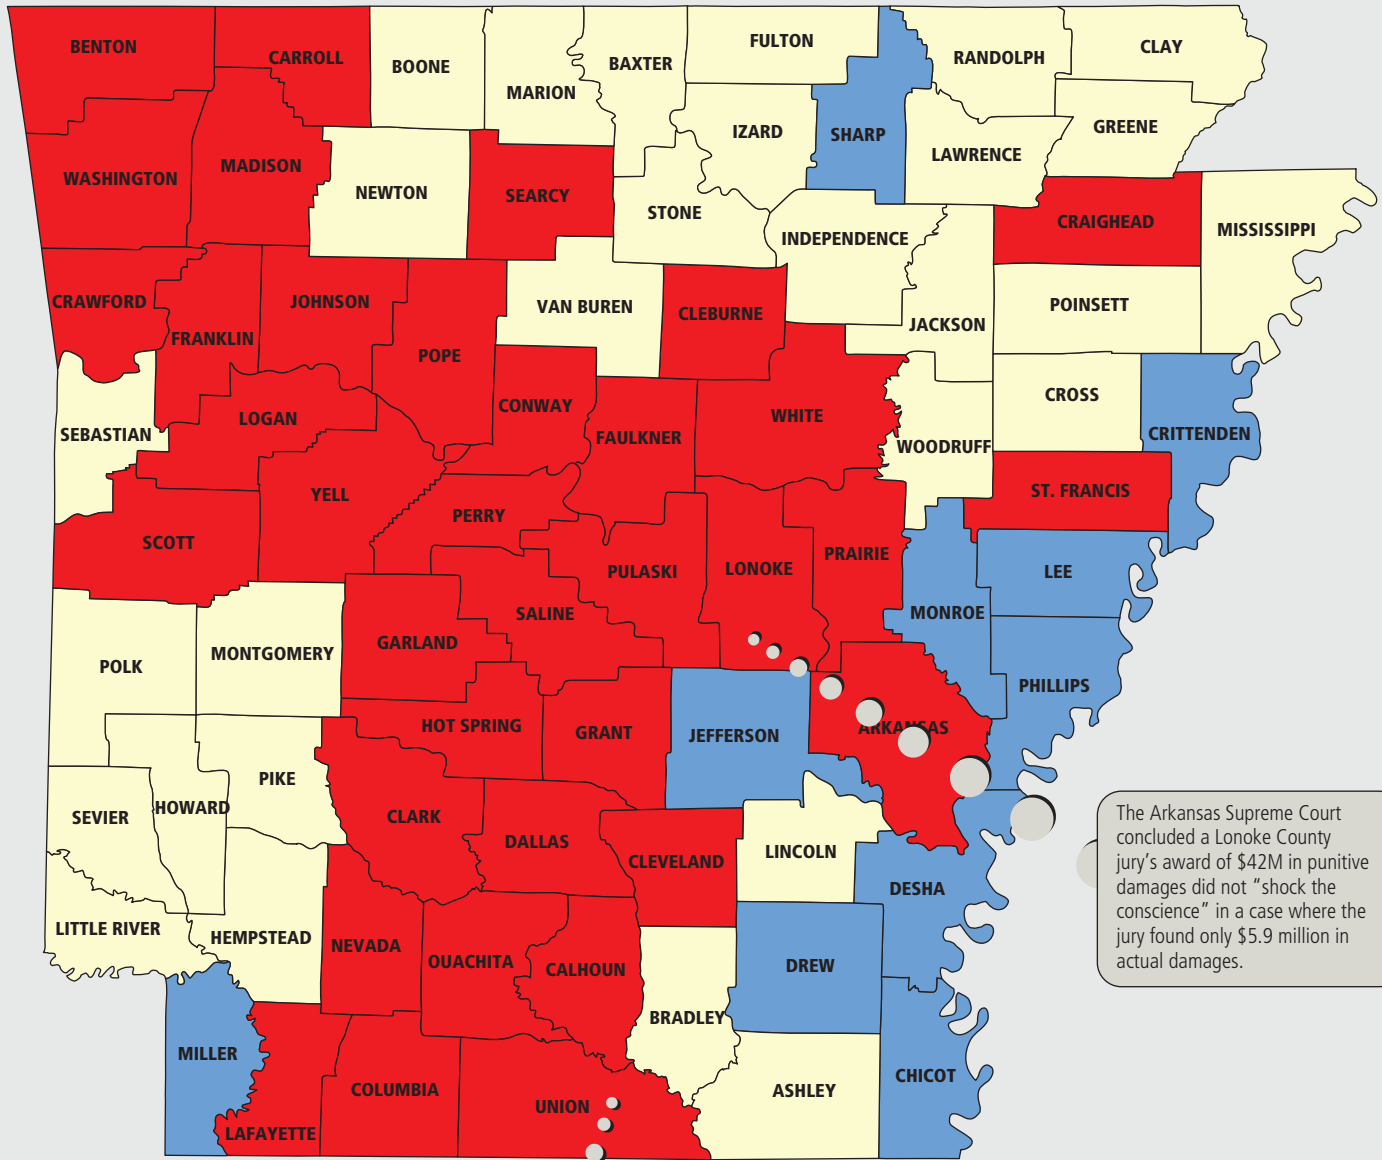 BENTON
CARROLL
BOONE
MARION
BAXTER
FULTON
RANDOLPH
CLAY
IZARD
SHARP
GREENE
LAWRENCE
WASHINGTON
MADISON
NEWTON
SEARCY
STONE
INDEPENDENCE
CRAIGHEAD
MISSISSIPPI
CRAWFORD
FRANKLIN
JOHNSON
POPE
VAN BUREN
CLEBURNE
JACKSON
POINSETT
SEBASTIAN
LOGAN
CONWAY
FAULKNER
WHITE
WOODRUFF
CROSS
CRITTENDEN
SCOTT
YELL
PERRY
PULASKI
LONOKE
PRAIRIE
ST. FRANCIS
LEE
MONROE
SALINE
GARLAND
POLK
MONTGOMERY
HOT SPRING
GRANT
JEFFERSON
ARKANSAS
PHILLIPS
SEVIER
HOWARD
PIKE
CLARK
DALLAS
CLEVELAND
LINCOLN
DESHA
LITTLE RIVER
HEMPSTEAD
NEVADA
OUACHITA
CALHOUN
BRADLEY
DREW
MILLER
LAFAYETTE
COLUMBIA
UNION
ASHLEY
CHICOT
The Arkansas Supreme Court
concluded a Lonoke County
jury’s award of $42M in punitive
damages did not “shock the
conscience” in a case where the
jury found only $5.9 million in
actual damages.